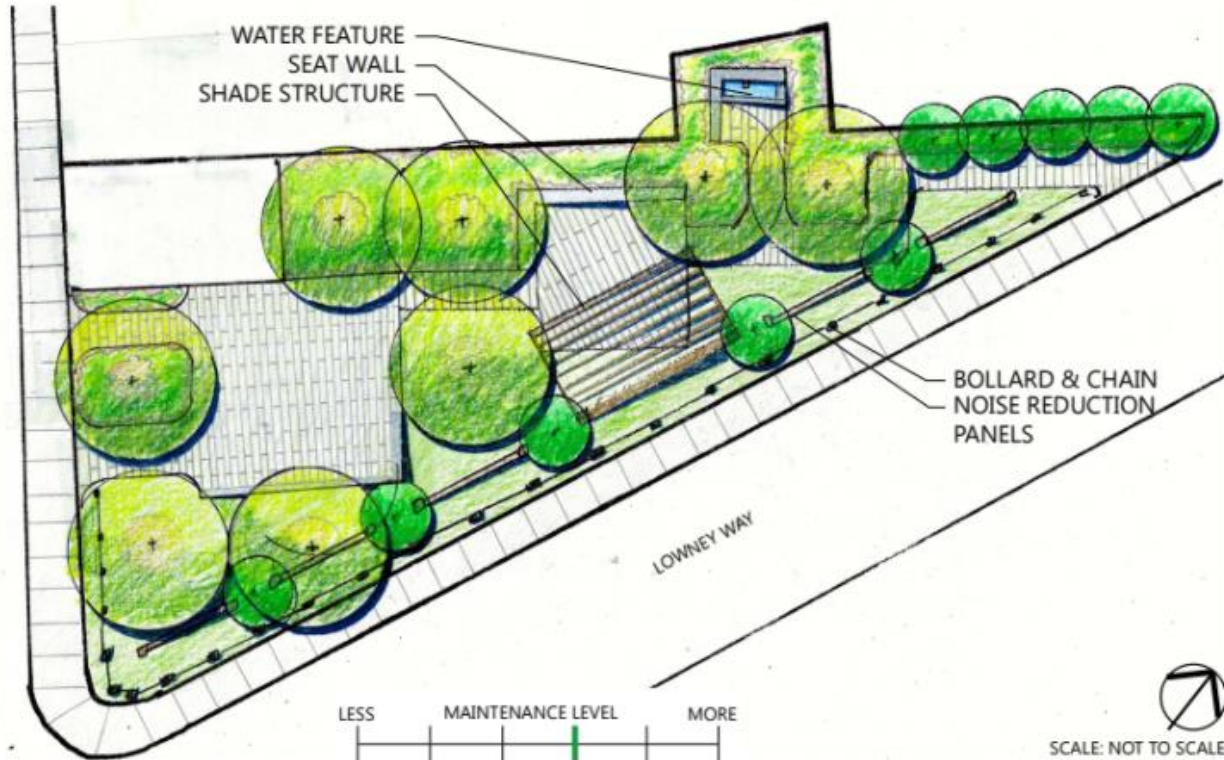 WATER FEATURE
SEAT WALL
SHADE STRUCTURE
BOLLARD & CHAIN
NOISE REDUCTION
PANELS
LOWNEY WAY
LESS MAINTENANCE LEVEL MORE
SCALE: NOT TO SCALE